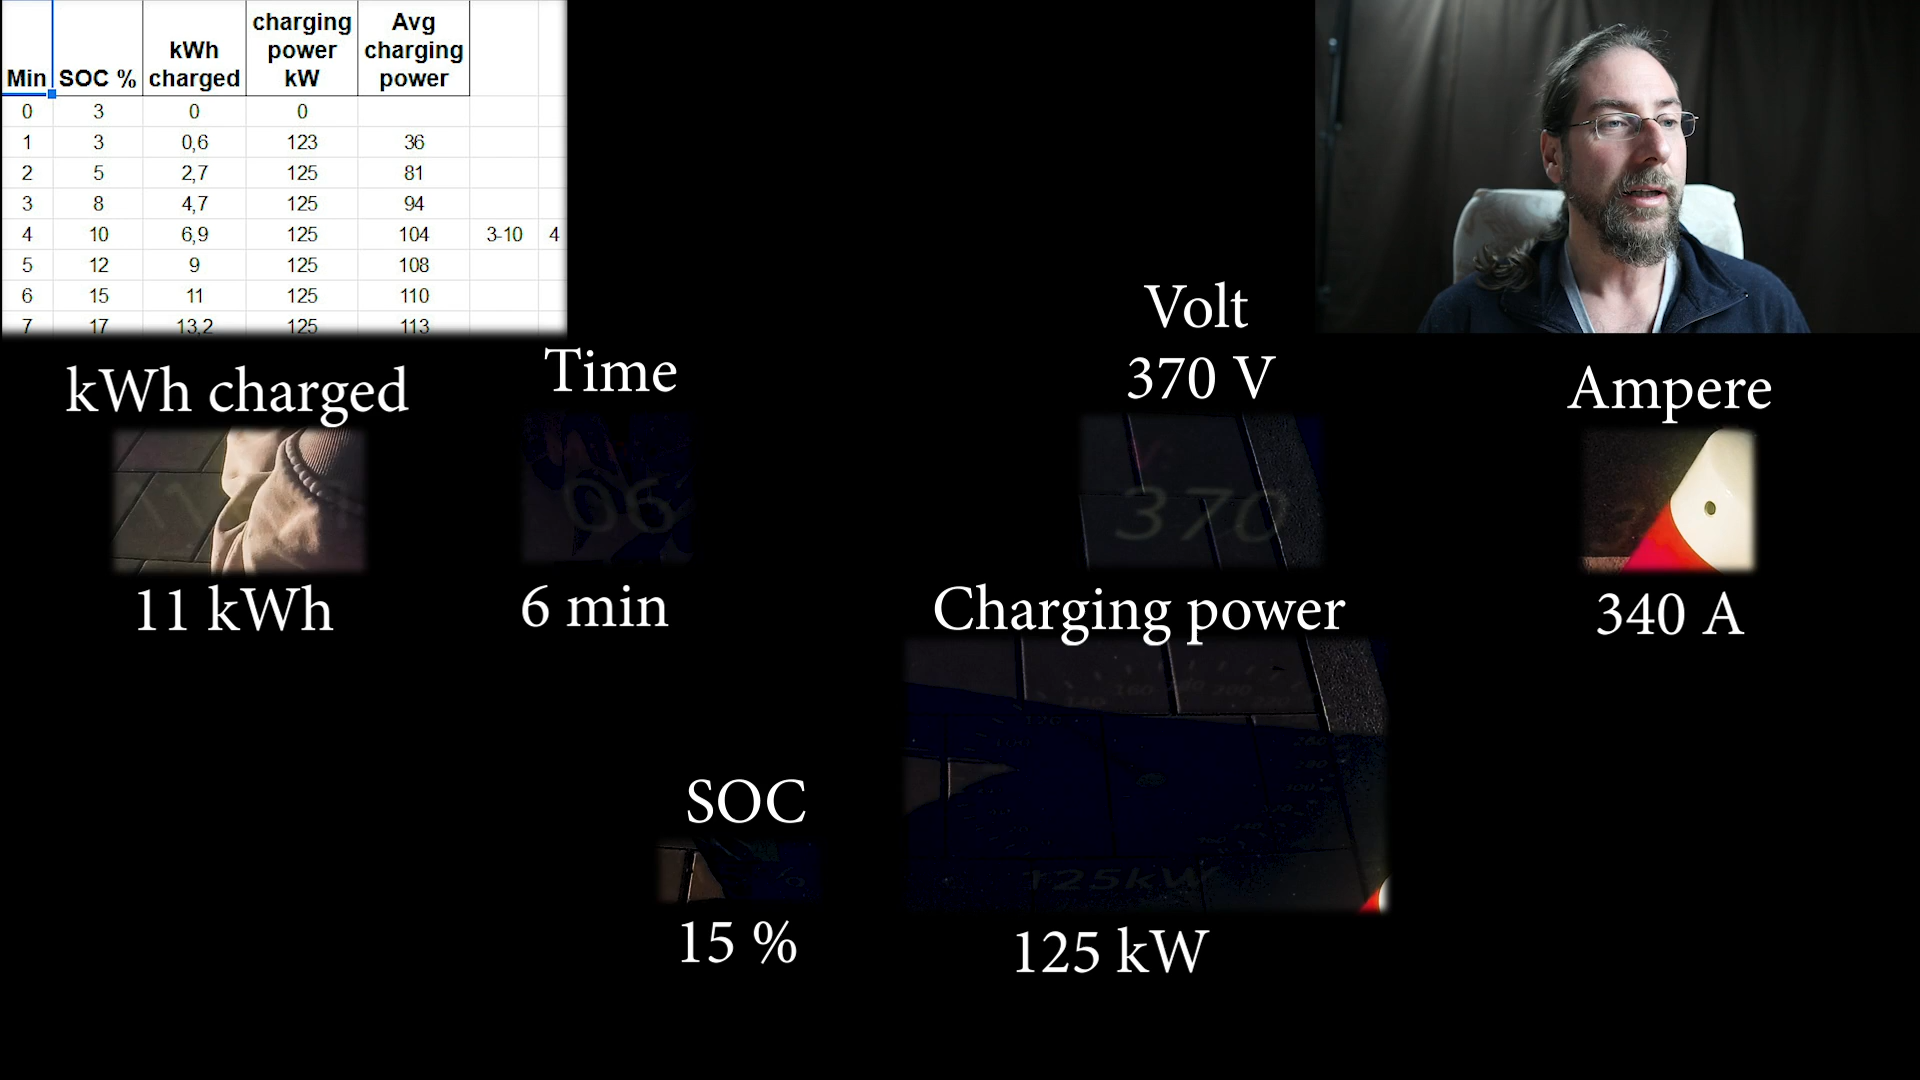 Min SOC % kWh charged charging power kW Avg charging power
0 3 0 0
1 3 0,6 123 36
2 5 2,7 125 81
3 8 4,7 125 94
4 10 6,9 125 104 3-10 4
5 12 9 125 108
6 15 11 125 110
7 17 13,2 125 113
kWh charged
Time
Volt
370 V
Ampere
06
370
11 kWh
6 min
Charging power
340 A
SOC
125kW
15 %
125 kW